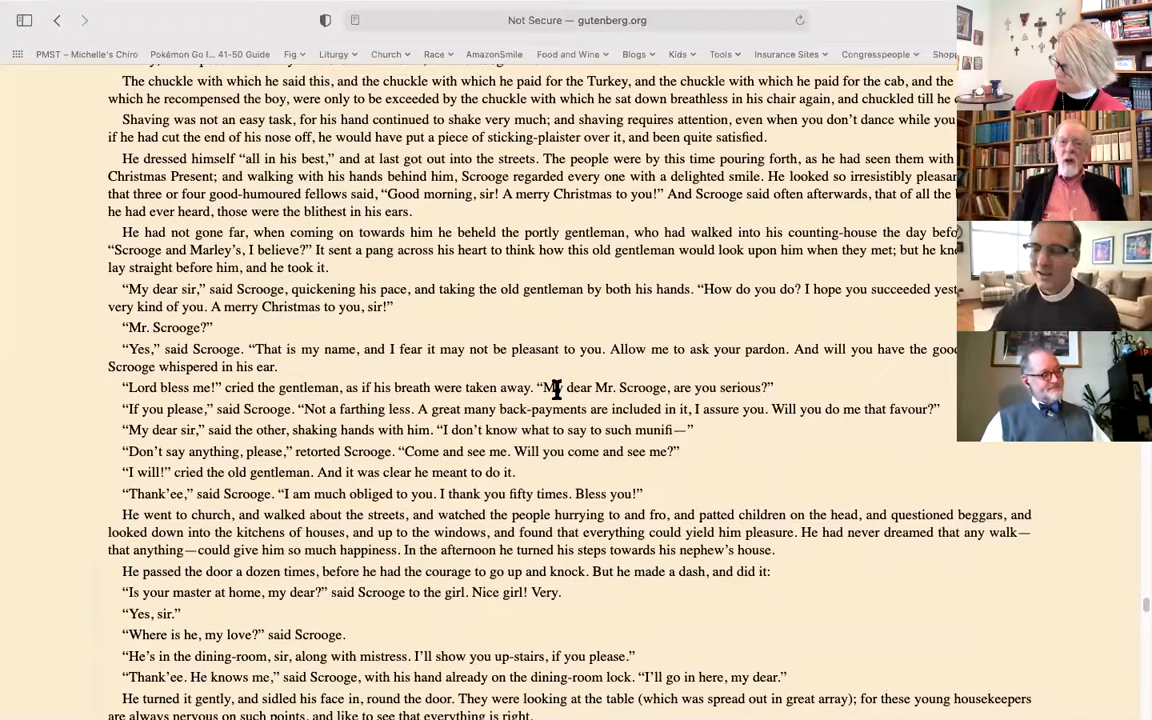 Not Secure — gutenberg.org
PMST – Michelle's Chiro Pokémon Go I... 41-50 Guide Fig Liturgy Church Race AmazonSmile Food and Wine Blogs Kids Tools Insurance Sites Congresspeople Shop
The chuckle with which he said this, and the chuckle with which he paid for the Turkey, and the chuckle with which he paid for the cab, and the
which he recompensed the boy, were only to be exceeded by the chuckle with which he sat down breathless in his chair again, and chuckled till he
Shaving was not an easy task, for his hand continued to shake very much; and shaving requires attention, even when you don't dance while you
if he had cut the end of his nose off, he would have put a piece of sticking-plaister over it, and been quite satisfied.
He dressed himself “all in his best,” and at last got out into the streets. The people were by this time pouring forth, as he had seen them with
Christmas Present; and walking with his hands behind him, Scrooge regarded every one with a delighted smile. He looked so irresistibly pleasan
that three or four good-humoured fellows said, “Good morning, sir! A merry Christmas to you!” And Scrooge said often afterwards, that of all the
he had ever heard, those were the blithest in his ears.
He had not gone far, when coming on towards him he beheld the portly gentleman, who had walked into his counting-house the day befo
“Scrooge and Marley's, I believe?” It sent a pang across his heart to think how this old gentleman would look upon him when they met; but he kn
lay straight before him, and he took it.
“My dear sir,” said Scrooge, quickening his pace, and taking the old gentleman by both his hands. “How do you do? I hope you succeeded yest
very kind of you. A merry Christmas to you, sir!”
“Mr. Scrooge?”
“Yes,” said Scrooge. “That is my name, and I fear it may not be pleasant to you. Allow me to ask your pardon. And will you have the goo
Scrooge whispered in his ear.
“Lord bless me!” cried the gentleman, as if his breath were taken away. “My dear Mr. Scrooge, are you serious?”
“If you please,” said Scrooge. “Not a farthing less. A great many back-payments are included in it, I assure you. Will you do me that favour?”
“My dear sir,” said the other, shaking hands with him. “I don't know what to say to such munifi—”
“Don't say anything, please,” retorted Scrooge. “Come and see me. Will you come and see me?”
“I will!” cried the old gentleman. And it was clear he meant to do it.
“Thank'ee,” said Scrooge. “I am much obliged to you. I thank you fifty times. Bless you!”
He went to church, and walked about the streets, and watched the people hurrying to and fro, and patted children on the head, and questioned beggars, and
looked down into the kitchens of houses, and up to the windows, and found that everything could yield him pleasure. He had never dreamed that any walk—
that anything—could give him so much happiness. In the afternoon he turned his steps towards his nephew's house.
He passed the door a dozen times, before he had the courage to go up and knock. But he made a dash, and did it:
“Is your master at home, my dear?” said Scrooge to the girl. Nice girl! Very.
“Yes, sir.”
“Where is he, my love?” said Scrooge.
“He's in the dining-room, sir, along with mistress. I'll show you up-stairs, if you please.”
“Thank'ee. He knows me,” said Scrooge, with his hand already on the dining-room lock. “I'll go in here, my dear.”
He turned it gently, and sidled his face in, round the door. They were looking at the table (which was spread out in great array); for these young housekeepers
are always nervous on such points, and like to see that everything is right.